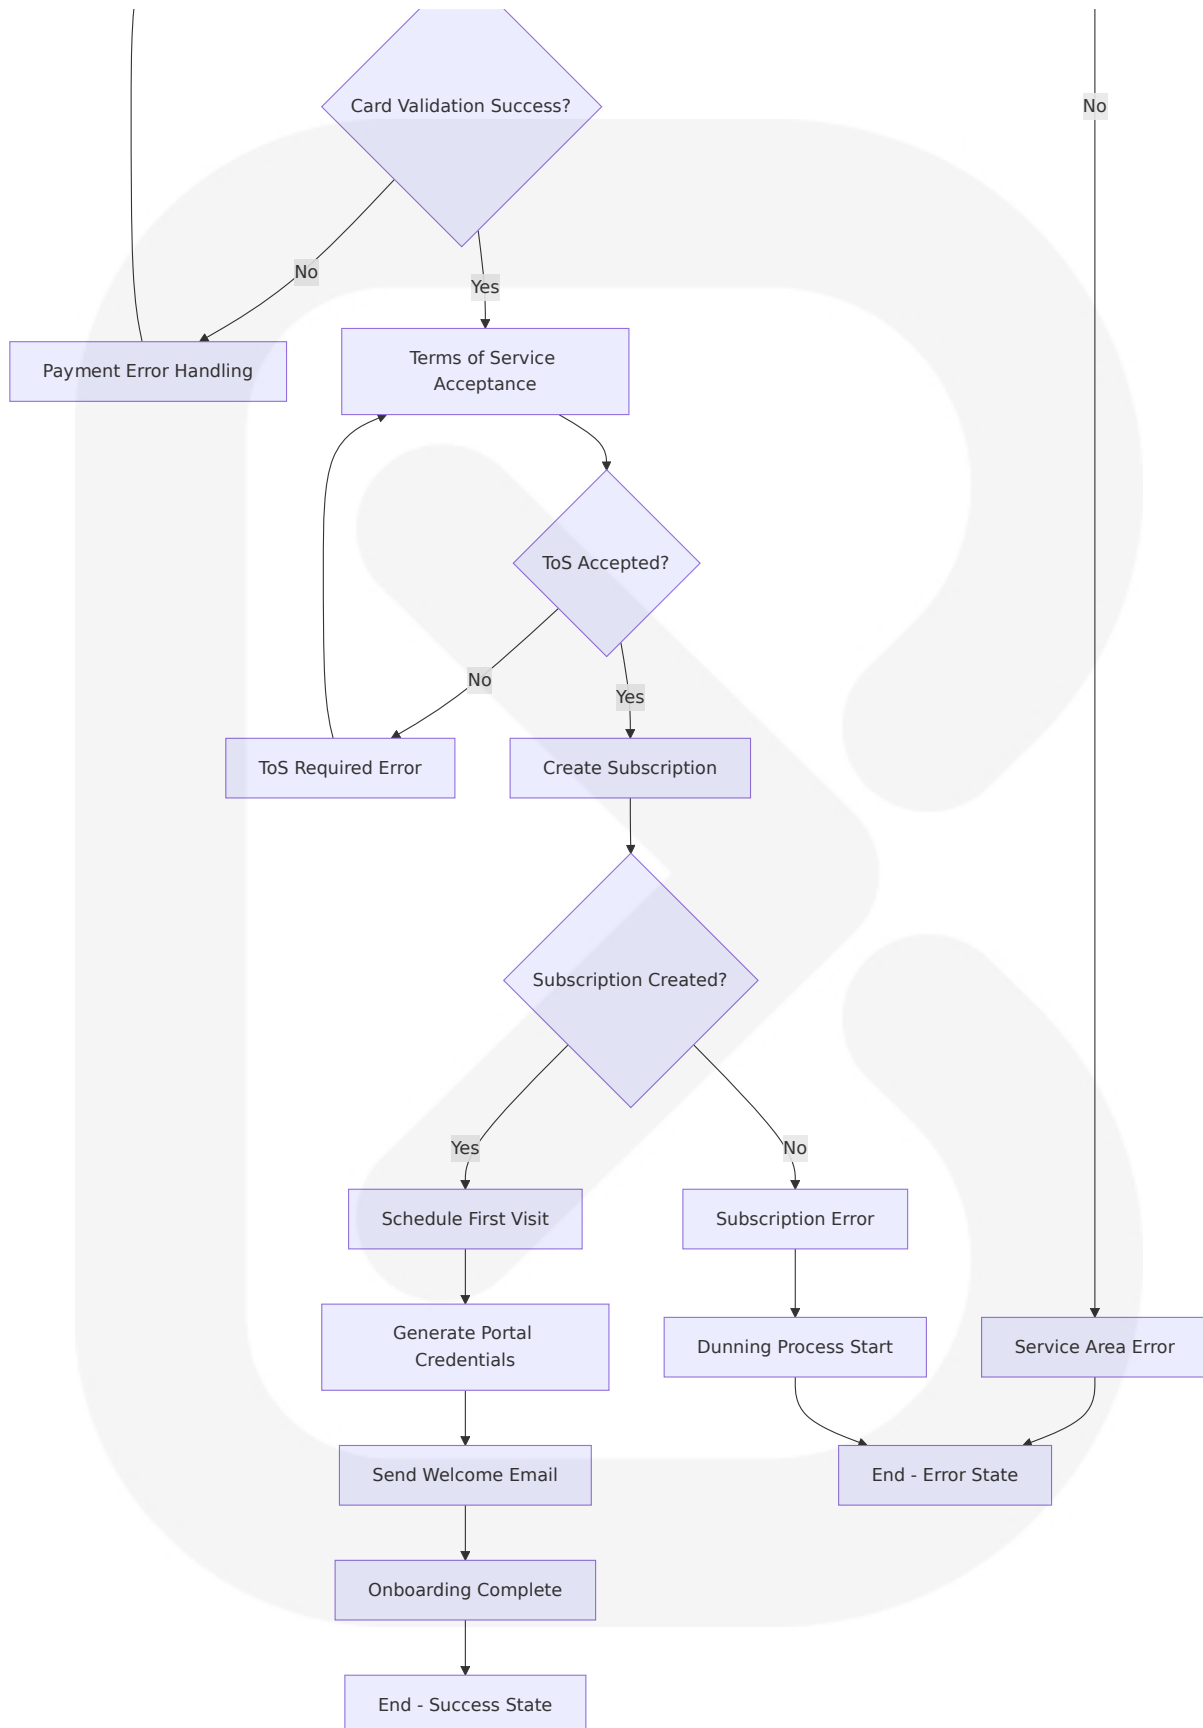 Card Validation Success?
No
No
Yes
Payment Error Handling
Terms of Service
Acceptance
ToS Accepted?
No
Yes
ToS Required Error
Create Subscription
Subscription Created?
Yes
No
Schedule First Visit
Subscription Error
Generate Portal
Credentials
Dunning Process Start
Service Area Error
Send Welcome Email
End - Error State
Onboarding Complete
End - Success State